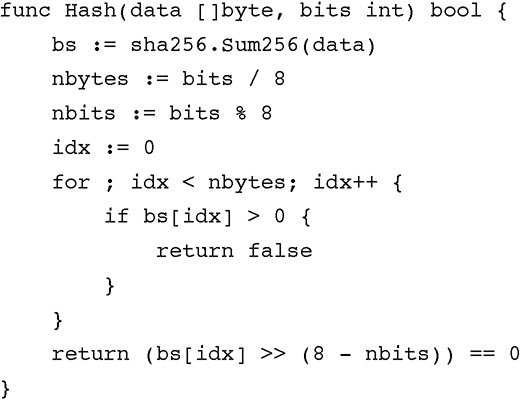 func Hash(data []byte, bits int) bool {
    bs := sha256.Sum256(data)
    nbytes := bits / 8
    nbits := bits % 8
    idx := 0
    for ; idx < nbytes; idx++ {
        if bs[idx] > 0 {
            return false
        }
    }
    return (bs[idx] >> (8 - nbits)) == 0
}